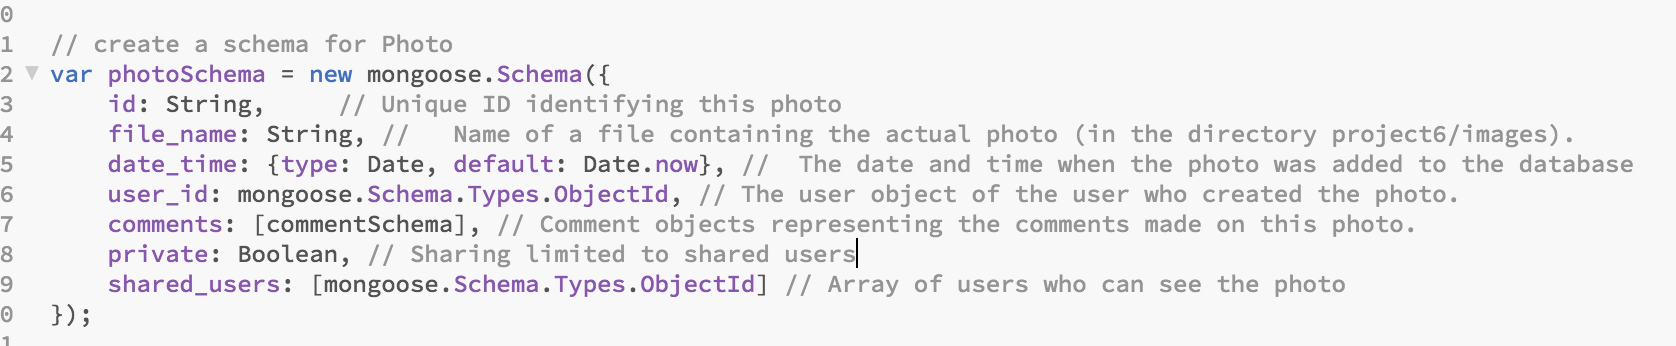 0
1 // create a schema for Photo
2 var photoSchema = new mongoose.Schema({
3     id: String,     // Unique ID identifying this photo
4     file_name: String, //   Name of a file containing the actual photo (in the directory project6/images).
5     date_time: {type: Date, default: Date.now}, //  The date and time when the photo was added to the database
6     user_id: mongoose.Schema.Types.ObjectId, // The user object of the user who created the photo.
7     comments: [commentSchema], // Comment objects representing the comments made on this photo.
8     private: Boolean, // Sharing limited to shared users
9     shared_users: [mongoose.Schema.Types.ObjectId] // Array of users who can see the photo
0 });
1